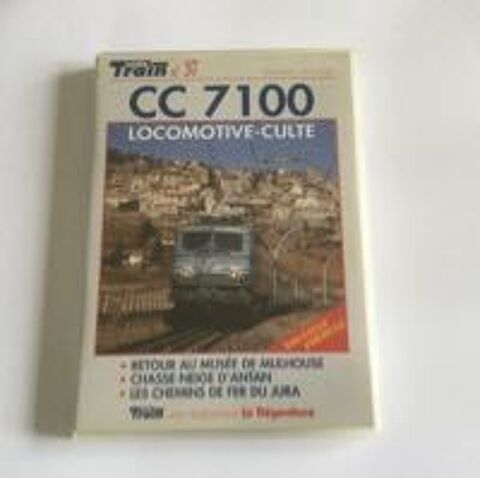 Train n° 37
CC 7100
LOCOMOTIVE-CULTE
• RETOUR AU MUSÉE DE MULHOUSE
• CHASSE-NEIGE D'ANTAN
• LES CHEMINS DE FER DU JURA
Train La Régordane